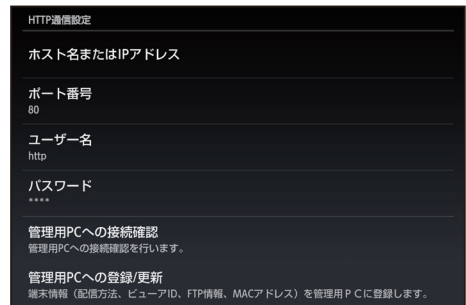 HTTP通信設定
ホスト名またはIPアドレス
ポート番号
80
ユーザー名
http
パスワード
****
管理用PCへの接続確認
管理用PCへの接続確認を行います。
管理用PCへの登録/更新
端末情報（配信方法、ビューアID、FTP情報、MACアドレス）を管理用ＰＣに登録します。